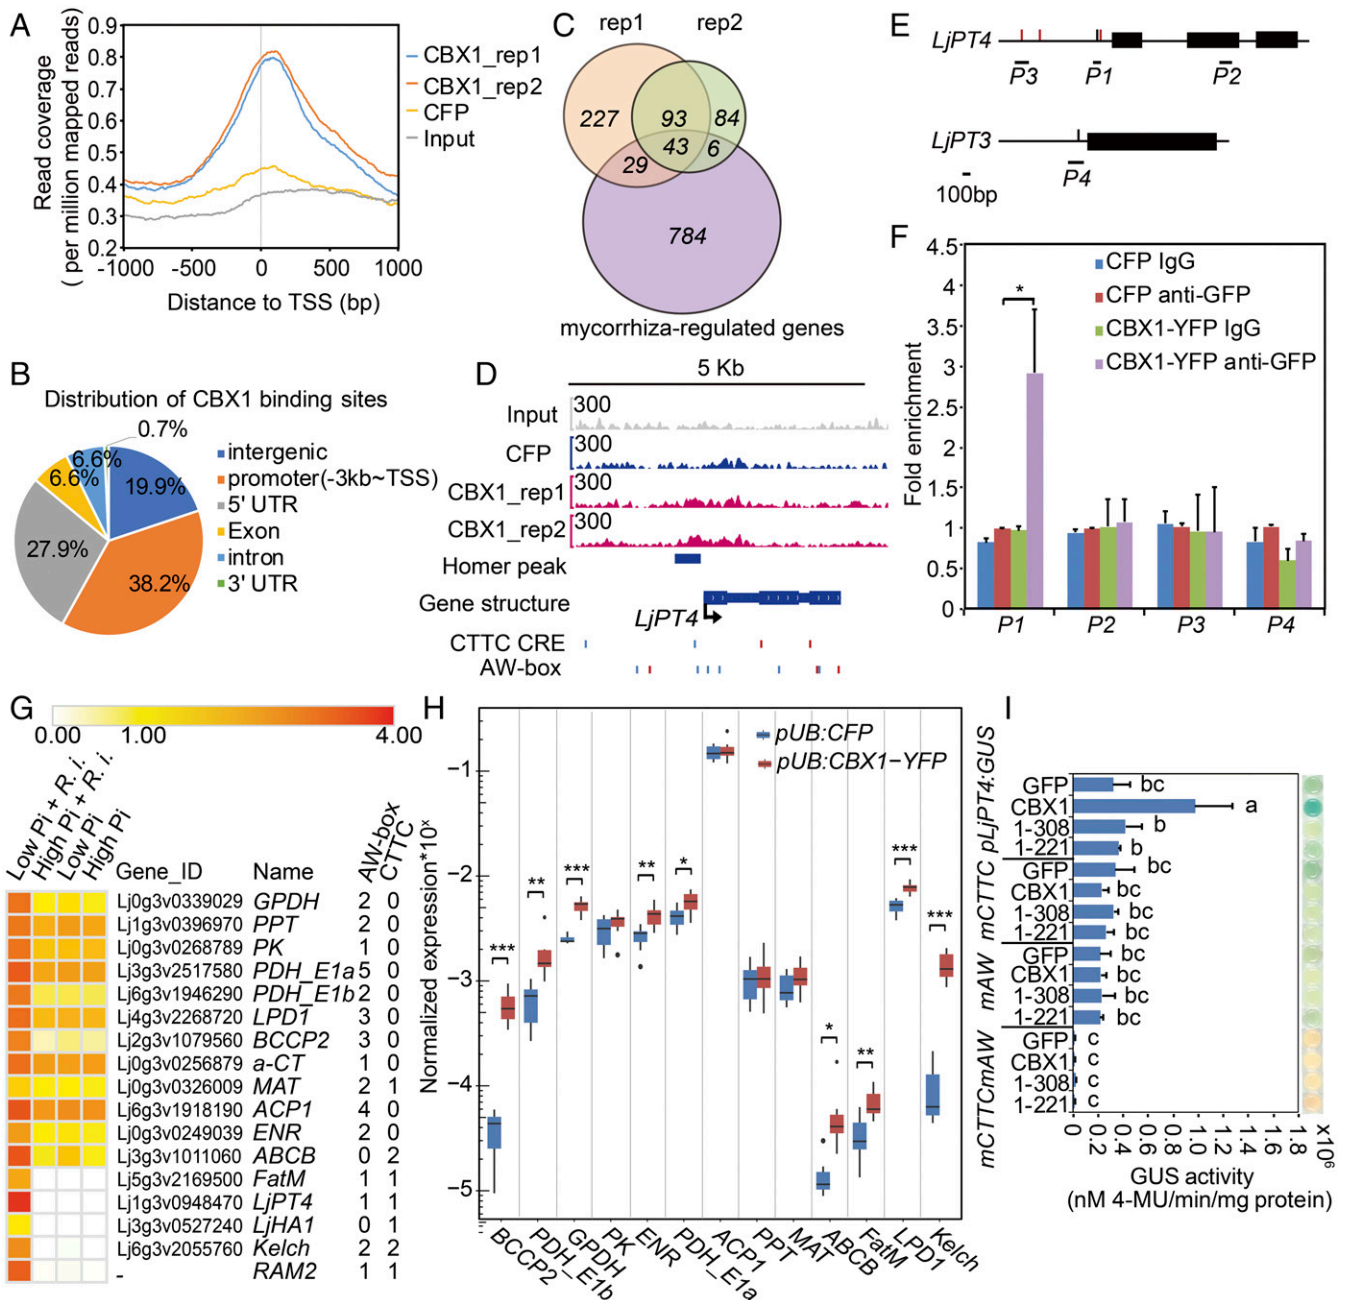 A
0.9
0.8
0.7
0.6
0.5
0.4
0.3
0.2
Read coverage
( per million mapped reads)
-1000 -500 0 500 1000
Distance to TSS (bp)
CBX1_rep1
CBX1_rep2
CFP
Input
B
Distribution of CBX1 binding sites
0.7%
6.6%
6.6%
19.9%
27.9%
38.2%
intergenic
promoter(-3kb~TSS)
5' UTR
Exon
intron
3' UTR
C
rep1 rep2
227 93 84
43 6
29
784
mycorrhiza-regulated genes
D
5 Kb
Input 300
CFP 300
CBX1_rep1 300
CBX1_rep2 300
Homer peak
Gene structure
LjPT4
CTTC CRE
AW-box
E
LjPT4
P3 P1 P2
LjPT3
P4
100bp
F
4.5
4
3.5
3
2.5
2
1.5
1
0.5
0
Fold enrichment
*
CFP IgG
CFP anti-GFP
CBX1-YFP IgG
CBX1-YFP anti-GFP
P1 P2 P3 P4
G
0.00 1.00 4.00
Low Pi + R. i.
High Pi + R. i.
Low Pi
High Pi
Gene_ID Name AW-box CTTC
Lj0g3v0339029 GPDH 2 0
Lj1g3v0396970 PPT 2 0
Lj0g3v0268789 PK 1 0
Lj3g3v2517580 PDH_E1a 5 0
Lj6g3v1946290 PDH_E1b 2 0
Lj4g3v2268720 LPD1 3 0
Lj2g3v1079560 BCCP2 3 0
Lj0g3v0256879 a-CT 1 0
Lj0g3v0326009 MAT 2 1
Lj6g3v1918190 ACP1 4 0
Lj0g3v0249039 ENR 2 0
Lj3g3v1011060 ABCB 0 2
Lj5g3v2169500 FatM 1 1
Lj1g3v0948470 LjPT4 1 1
Lj3g3v0527240 LjHA1 0 1
Lj6g3v2055760 Kelch 2 2
- RAM2 1 1
H
Normalized expression*10ˣ
−1
−2
−3
−4
−5
pUB:CFP
pUB:CBX1−YFP
*** ** *** ** * * ** *** ***
BCCP2
PDH_E1b
GPDH
PK
ENR
PDH_E1a
ACP1
PPT
MAT
ABCB
FatM
LPD1
Kelch
I
pLjPT4:GUS
GFP bc
CBX1 a
1-308 b
1-221 b
mCTTC
GFP bc
CBX1 bc
1-308 bc
1-221 bc
mAW
GFP bc
CBX1 bc
1-308 bc
1-221 bc
mCTTCmAW
GFP c
CBX1 c
1-308 c
1-221 c
0 0.2 0.4 0.6 0.8 1.0 1.2 1.4 1.6 1.8 x10⁶
GUS activity
(nM 4-MU/min/mg protein)